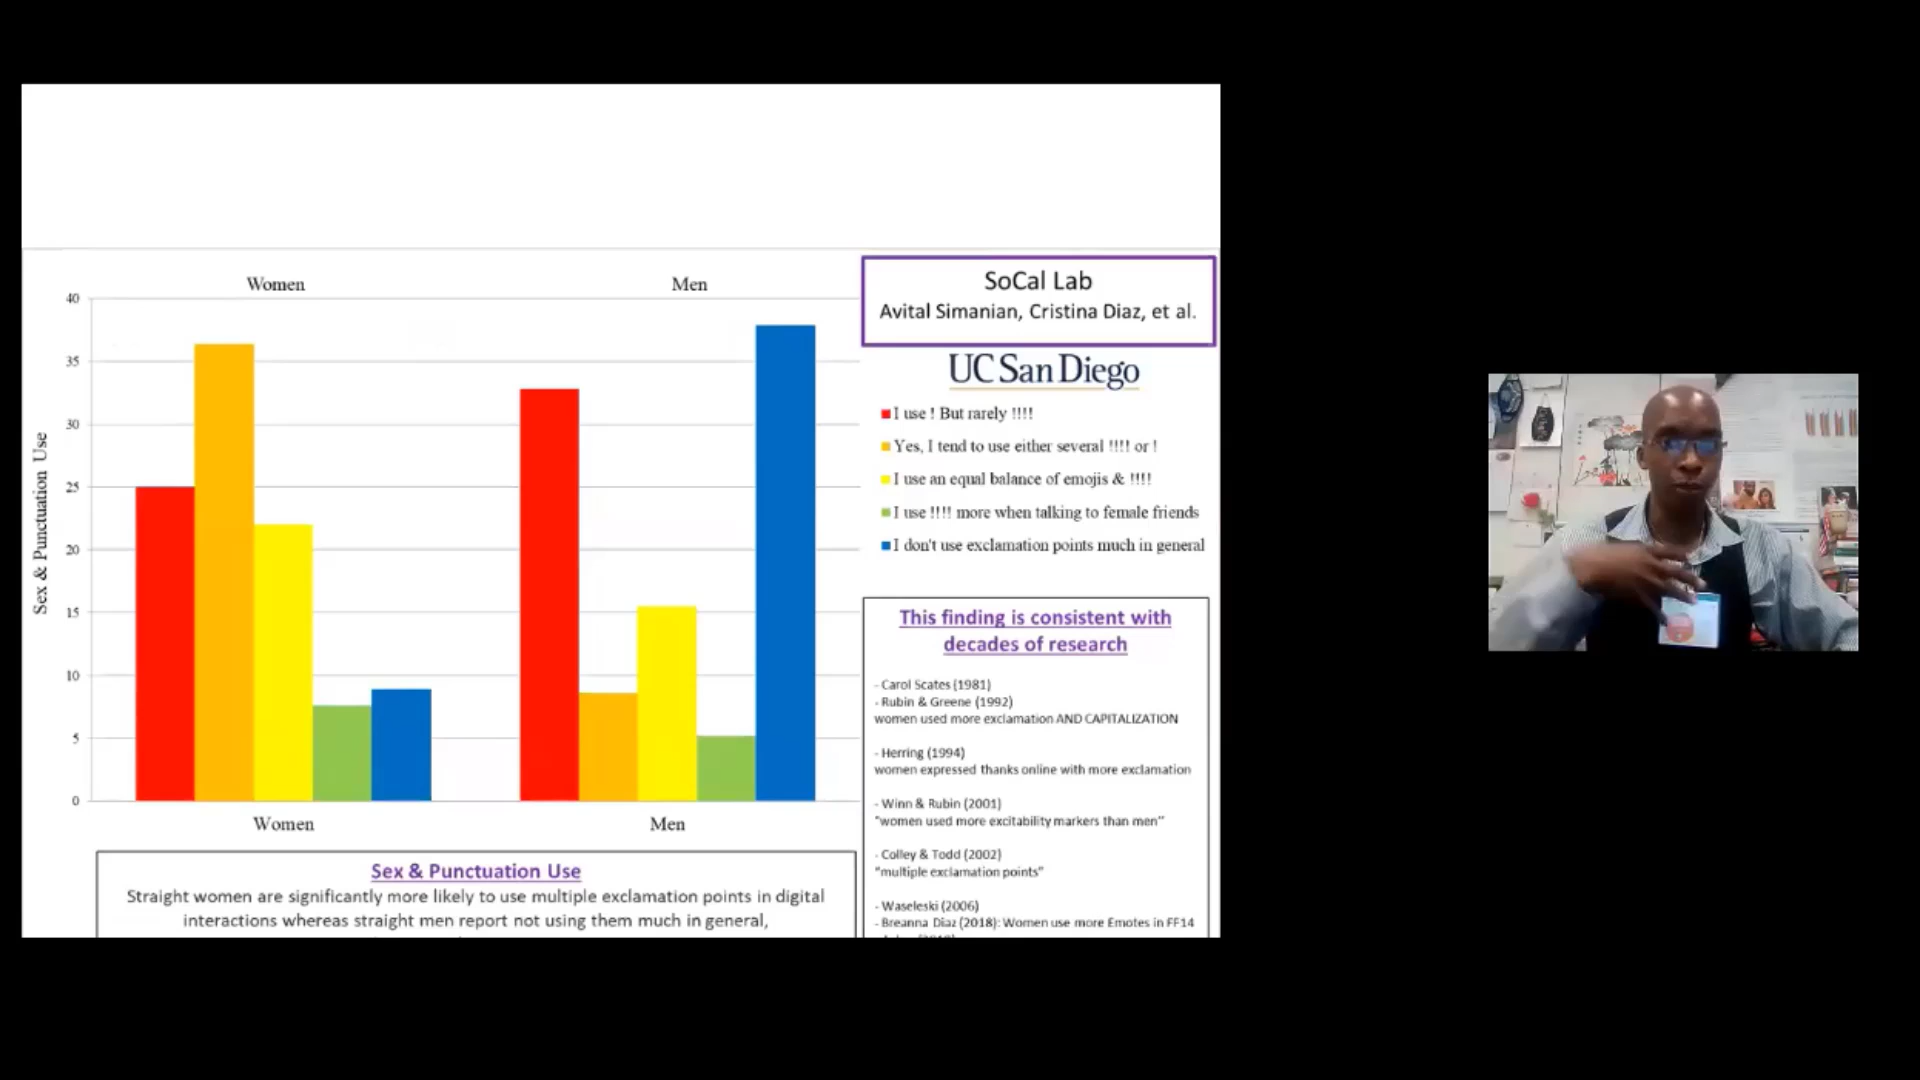 Women
Men
40
35
30
25
20
15
10
5
0
Sex & Punctuation Use
Women
Men
Sex & Punctuation Use
Straight women are significantly more likely to use multiple exclamation points in digital
interactions whereas straight men report not using them much in general,
SoCal Lab
Avital Simanian, Cristina Diaz, et al.
UC San Diego
I use ! But rarely !!!!
Yes, I tend to use either several !!!! or !
I use an equal balance of emojis & !!!!
I use !!!! more when talking to female friends
I don't use exclamation points much in general
This finding is consistent with
decades of research
- Carol Scates (1981)
- Rubin & Greene (1992)
women used more exclamation AND CAPITALIZATION
- Herring (1994)
women expressed thanks online with more exclamation
- Winn & Rubin (2001)
"women used more excitability markers than men"
- Colley & Todd (2002)
"multiple exclamation points"
- Waseleski (2006)
- Breanna Diaz (2018): Women use more Emotes in FF14